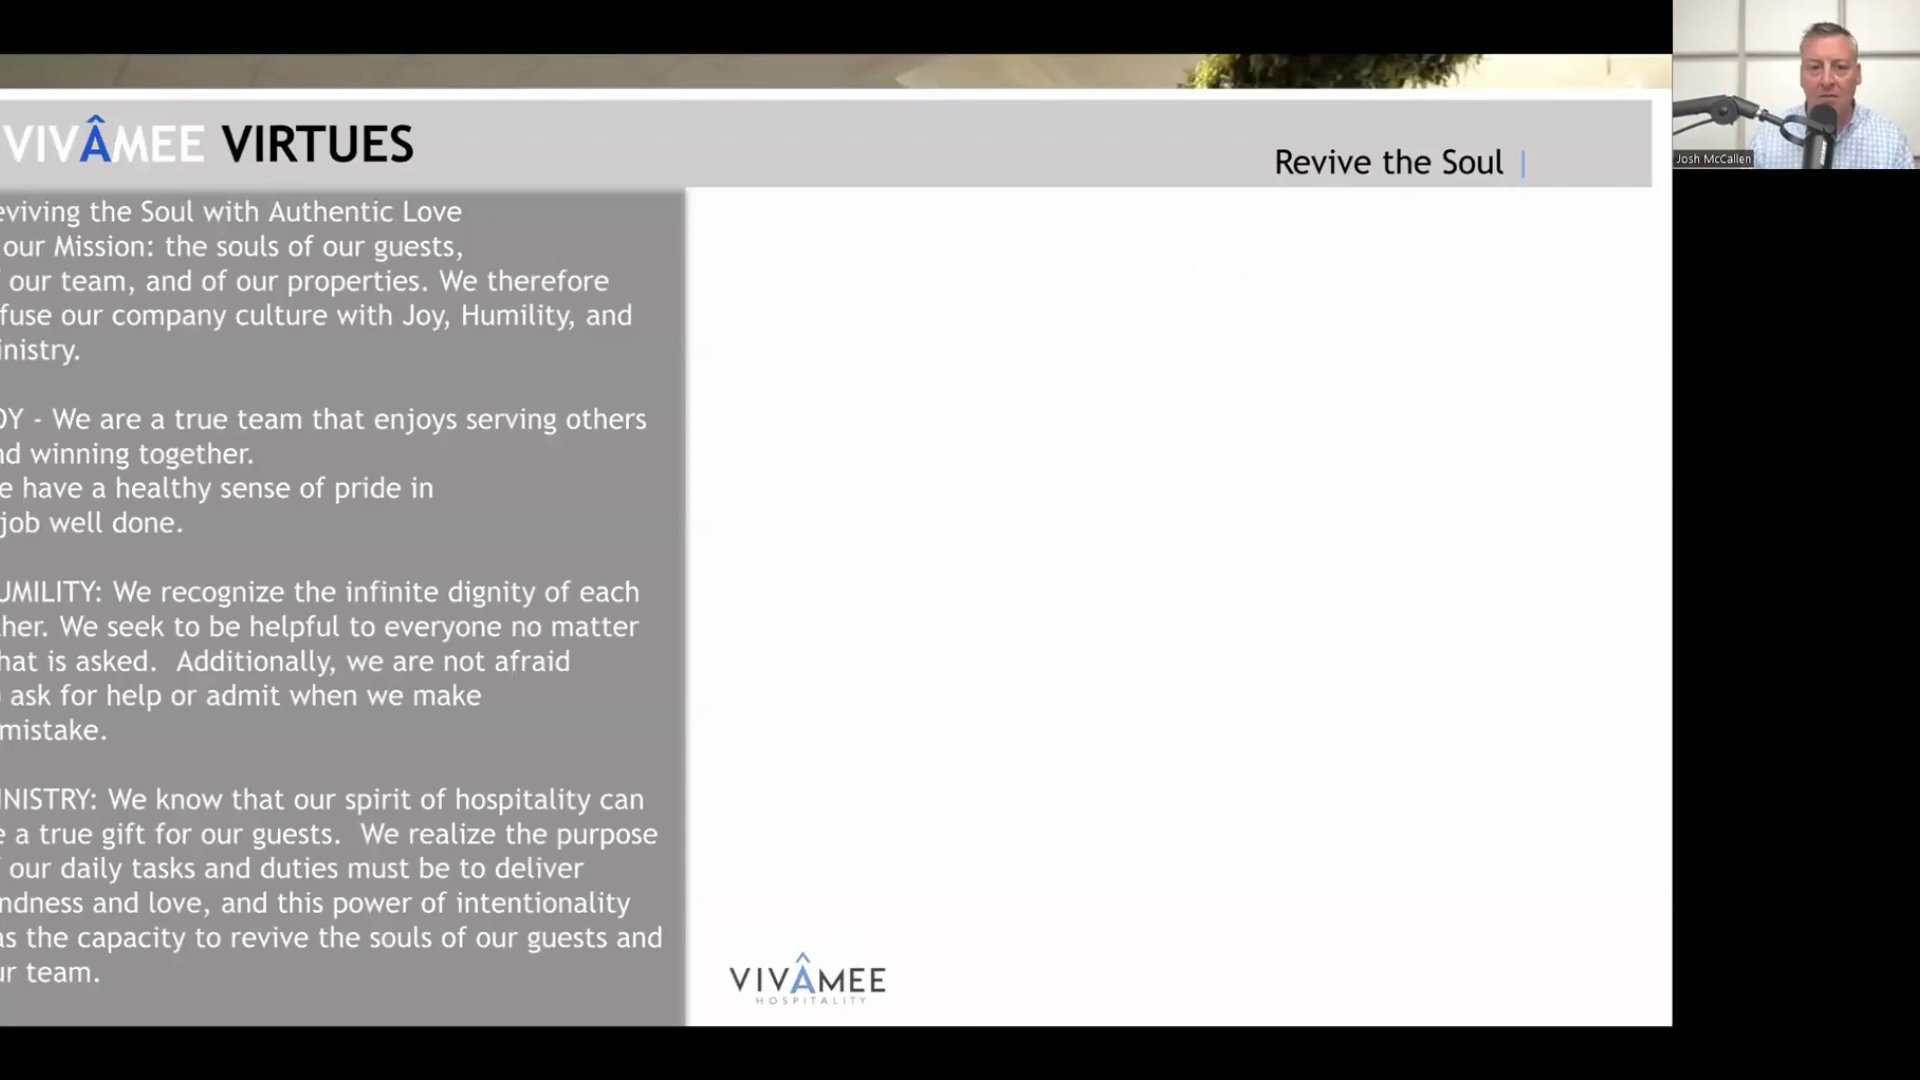 VIVÂMEE VIRTUES
Revive the Soul |
eviving the Soul with Authentic Love
our Mission: the souls of our guests,
our team, and of our properties. We therefore
fuse our company culture with Joy, Humility, and
inistry.
OY - We are a true team that enjoys serving others
nd winning together.
e have a healthy sense of pride in
job well done.
UMILITY: We recognize the infinite dignity of each
her. We seek to be helpful to everyone no matter
hat is asked. Additionally, we are not afraid
ask for help or admit when we make
mistake.
INISTRY: We know that our spirit of hospitality can
e a true gift for our guests. We realize the purpose
our daily tasks and duties must be to deliver
ndness and love, and this power of intentionality
as the capacity to revive the souls of our guests and
ur team.
VIVÂMEE
HOSPITALITY
Josh McCallen